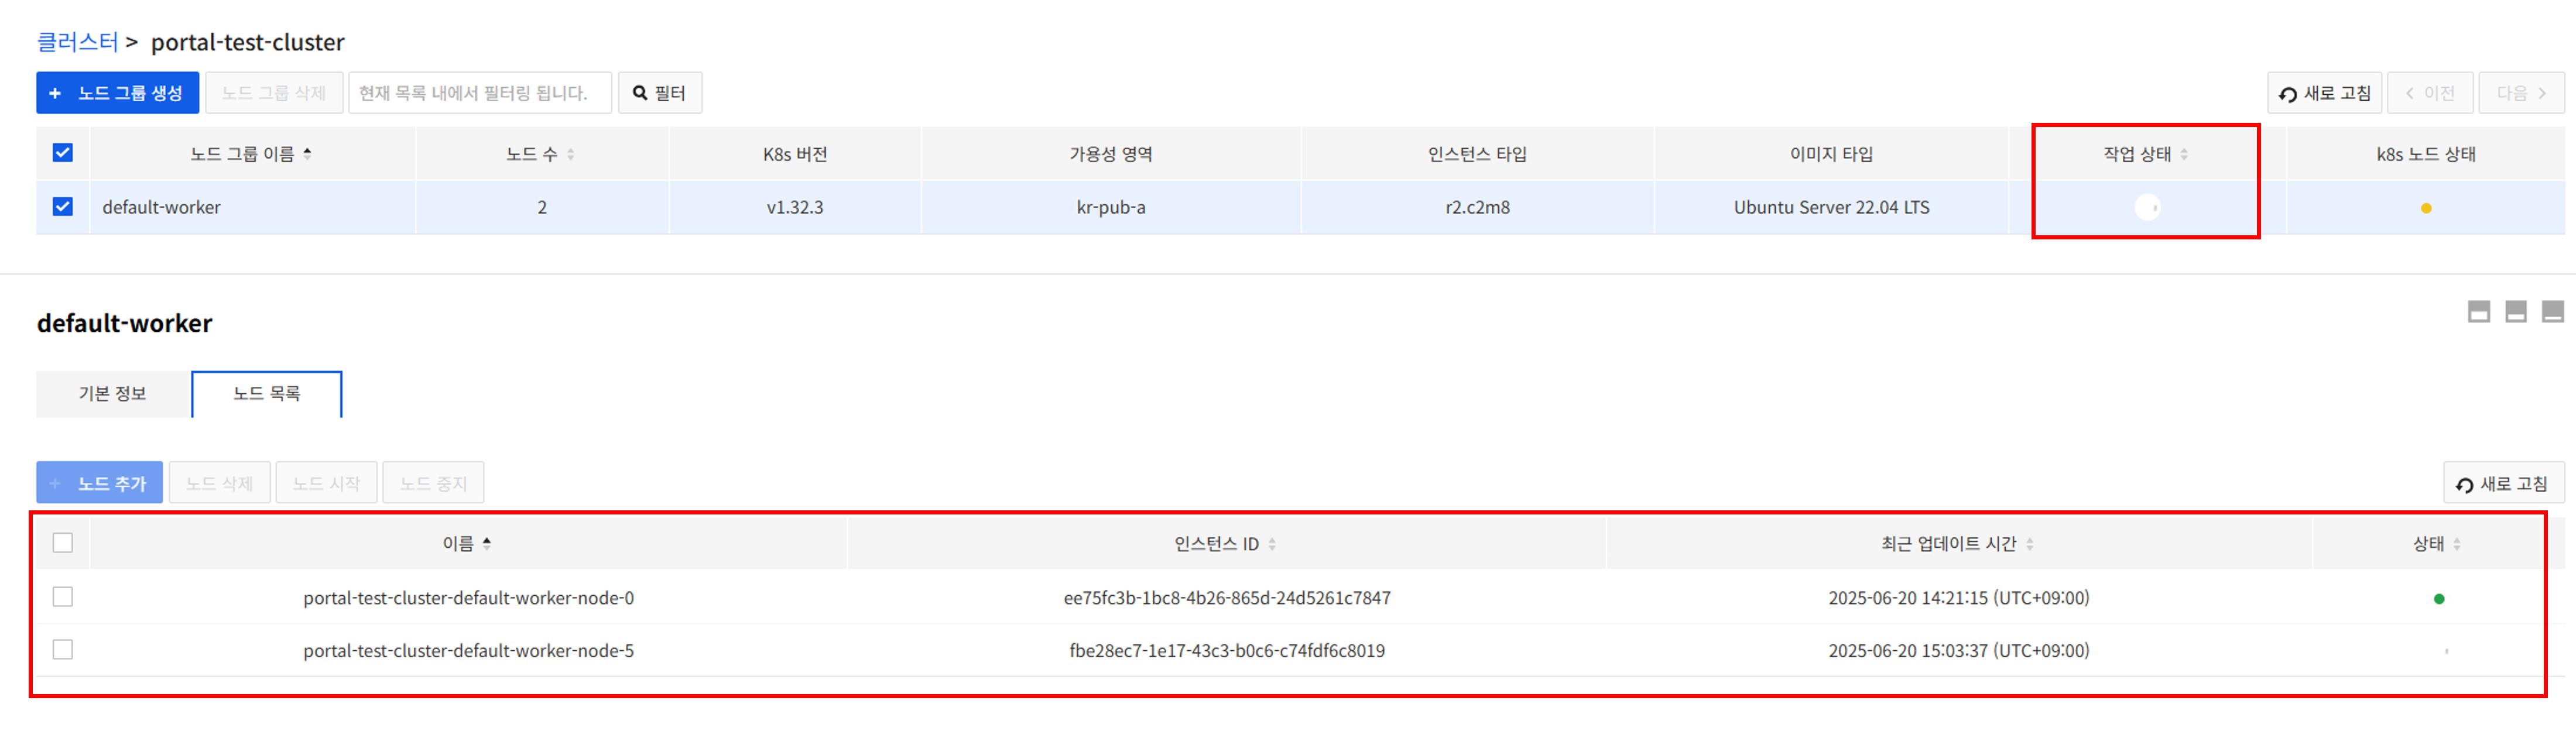 클러스터 > portal-test-cluster
+ 노드 그룹 생성 노드 그룹 삭제 현재 목록 내에서 필터링 됩니다. 필터 새로 고침 < 이전 다음 >
노드 그룹 이름 노드 수 K8s 버전 가용성 영역 인스턴스 타입 이미지 타입 작업 상태 k8s 노드 상태
default-worker 2 v1.32.3 kr-pub-a r2.c2m8 Ubuntu Server 22.04 LTS
default-worker
기본 정보 노드 목록
+ 노드 추가 노드 삭제 노드 시작 노드 중지 새로 고침
이름 인스턴스 ID 최근 업데이트 시간 상태
portal-test-cluster-default-worker-node-0 ee75fc3b-1bc8-4b26-865d-24d5261c7847 2025-06-20 14:21:15 (UTC+09:00)
portal-test-cluster-default-worker-node-5 fbe28ec7-1e17-43c3-b0c6-c74fdf6c8019 2025-06-20 15:03:37 (UTC+09:00)